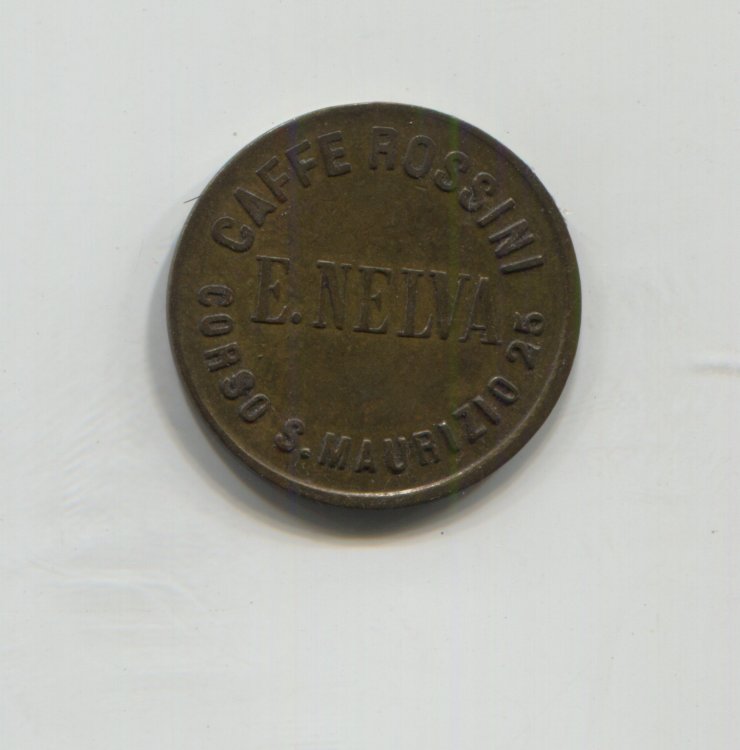 CAFFE ROSSINI
E. NELVA
CORSO S. MAURIZIO 25